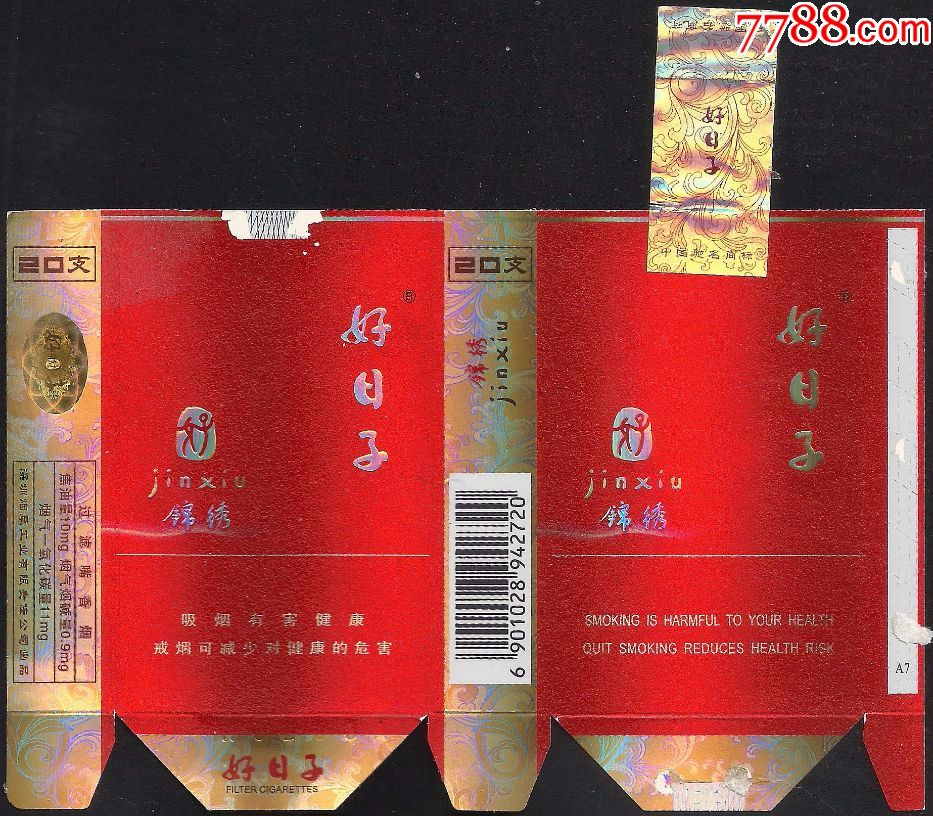 7788.com
好日子
中国驰名商标
20支
过滤嘴香烟
焦油量10mg 烟气烟碱量0.9mg
烟气一氧化碳量11mg
深圳烟草工业有限责任公司出品
®
好日子
jinxiu
锦绣
吸烟有害健康
戒烟可减少对健康的危害
好日子
FILTER CIGARETTES
20支
锦绣
jinxiu
6 901028 942720
®
好日子
jinxiu
锦绣
SMOKING IS HARMFUL TO YOUR HEALTH
QUIT SMOKING REDUCES HEALTH RISK
A7